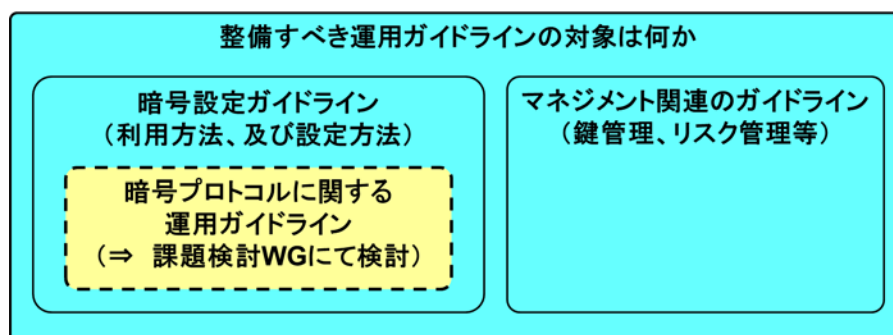 整備すべき運用ガイドラインの対象は何か
暗号設定ガイドライン
（利用方法、及び設定方法）
暗号プロトコルに関する
運用ガイドライン
（⇒　課題検討WGにて検討）
マネジメント関連のガイドライン
（鍵管理、リスク管理等）